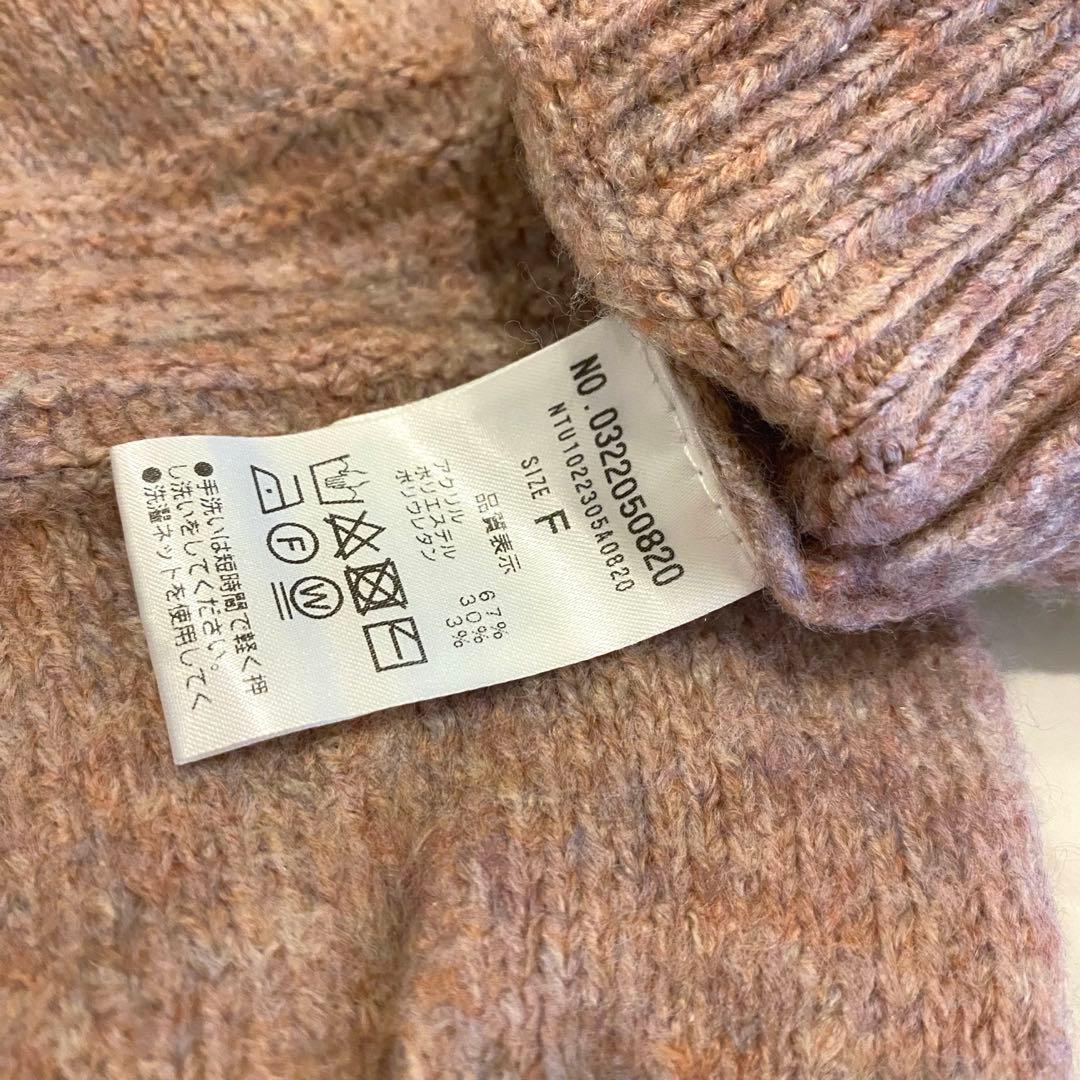 NO.0322050820
NTU1022305A0820
SIZE F
品質表示
アクリル 67%
ポリエステル 30%
ポリウレタン 3%
F W
●手洗いは短時間で軽く押
し洗いをしてください。
●洗濯ネットを使用してく